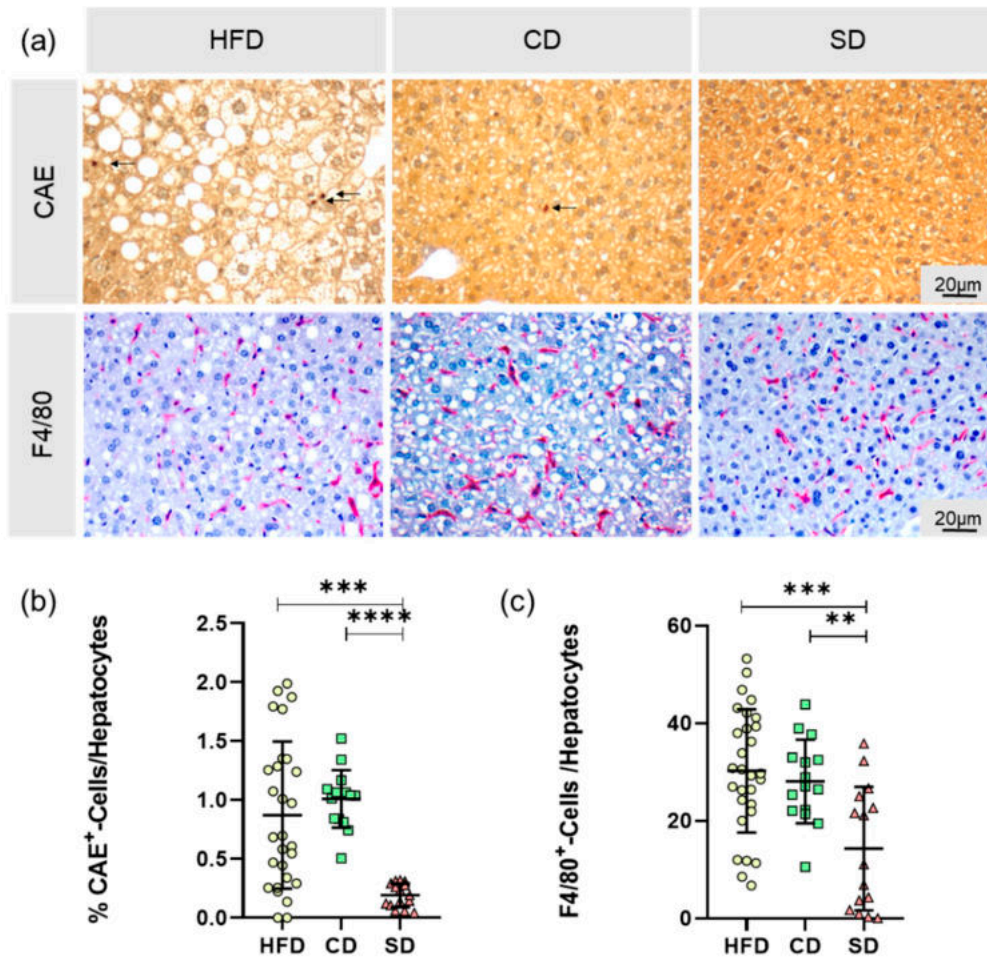 (a)
HFD CD SD
CAE
20µm
F4/80
20µm
(b)
% CAE⁺-Cells/Hepatocytes
***
****
2.5
2.0
1.5
1.0
0.5
0.0
HFD CD SD
(c)
F4/80⁺-Cells /Hepatocytes
***
**
60
40
20
0
HFD CD SD